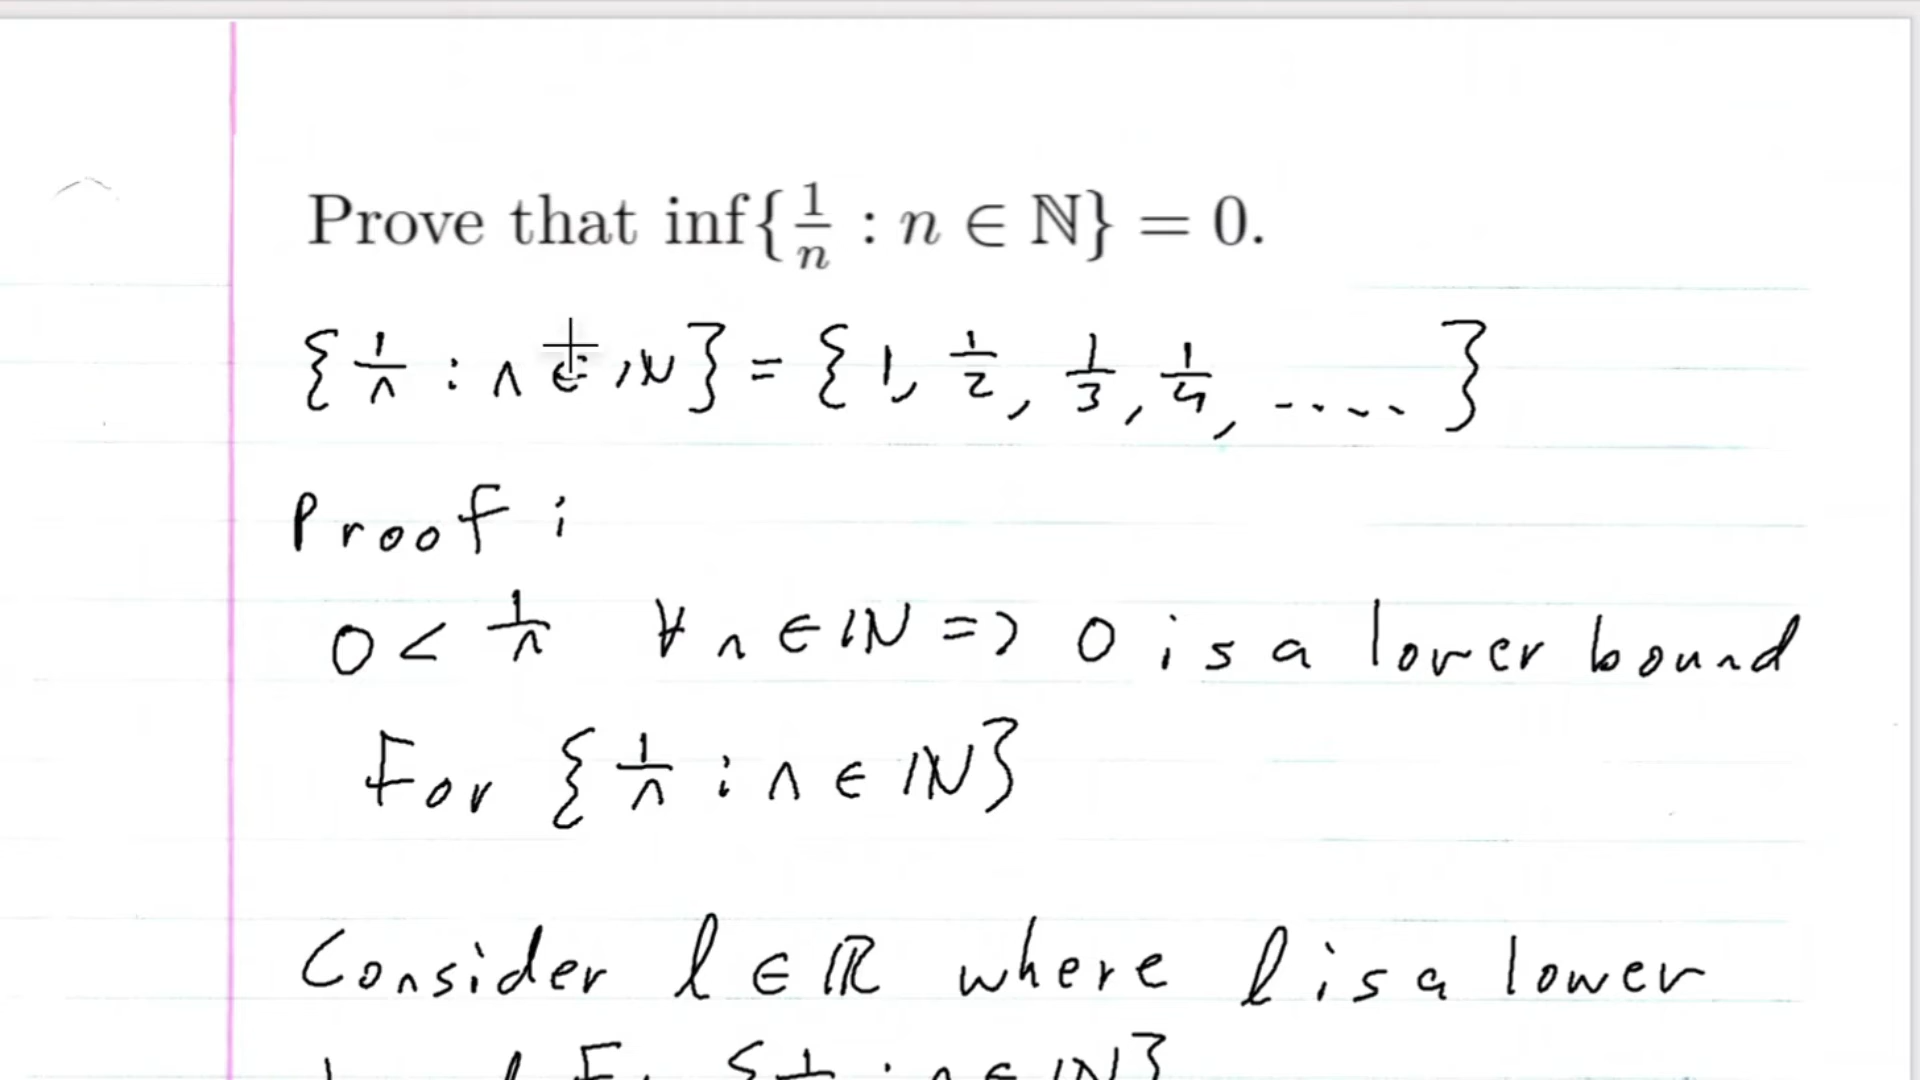 Prove that inf{1/n : n ∈ ℕ} = 0.
{1/n : n ∈ ℕ} = {1, 1/2, 1/3, 1/4, ....}
Proof:
0 < 1/n ∀ n ∈ ℕ => 0 is a lower bound
For {1/n : n ∈ ℕ}
Consider l ∈ ℝ where l is a lower
{1/n : n ∈ ℕ}